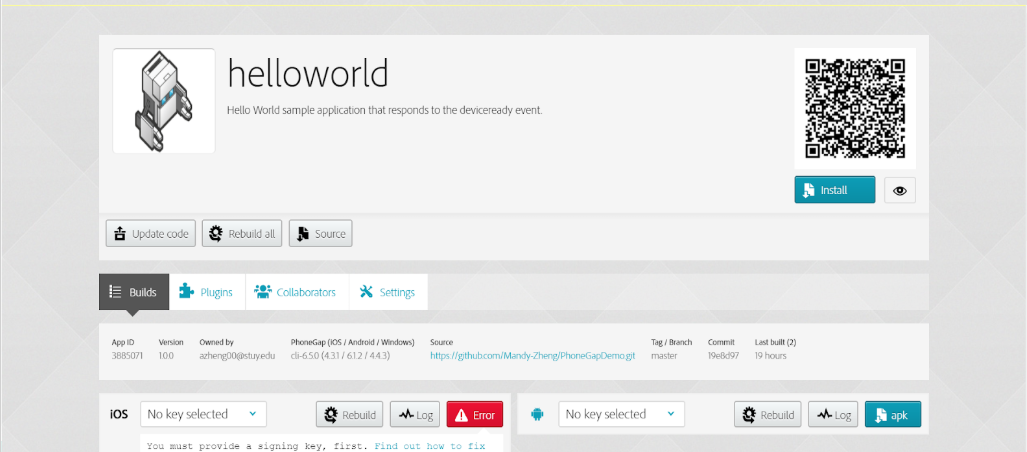 helloworld
Hello World sample application that responds to the deviceready event.
Install
Update code Rebuild all Source
Builds Plugins Collaborators Settings
App ID Version Owned by PhoneGap (iOS / Android / Windows) Source Tag / Branch Commit Last built (2)
3885071 1.0.0 azheng00@stuy.edu cli-6.5.0 (4.3.1 / 6.1.2 / 4.4.3) https://github.com/Mandy-Zheng/PhoneGapDemo.git master 19e8d97 19 hours
iOS No key selected Rebuild Log Error No key selected Rebuild Log apk
You must provide a signing key, first. Find out how to fix